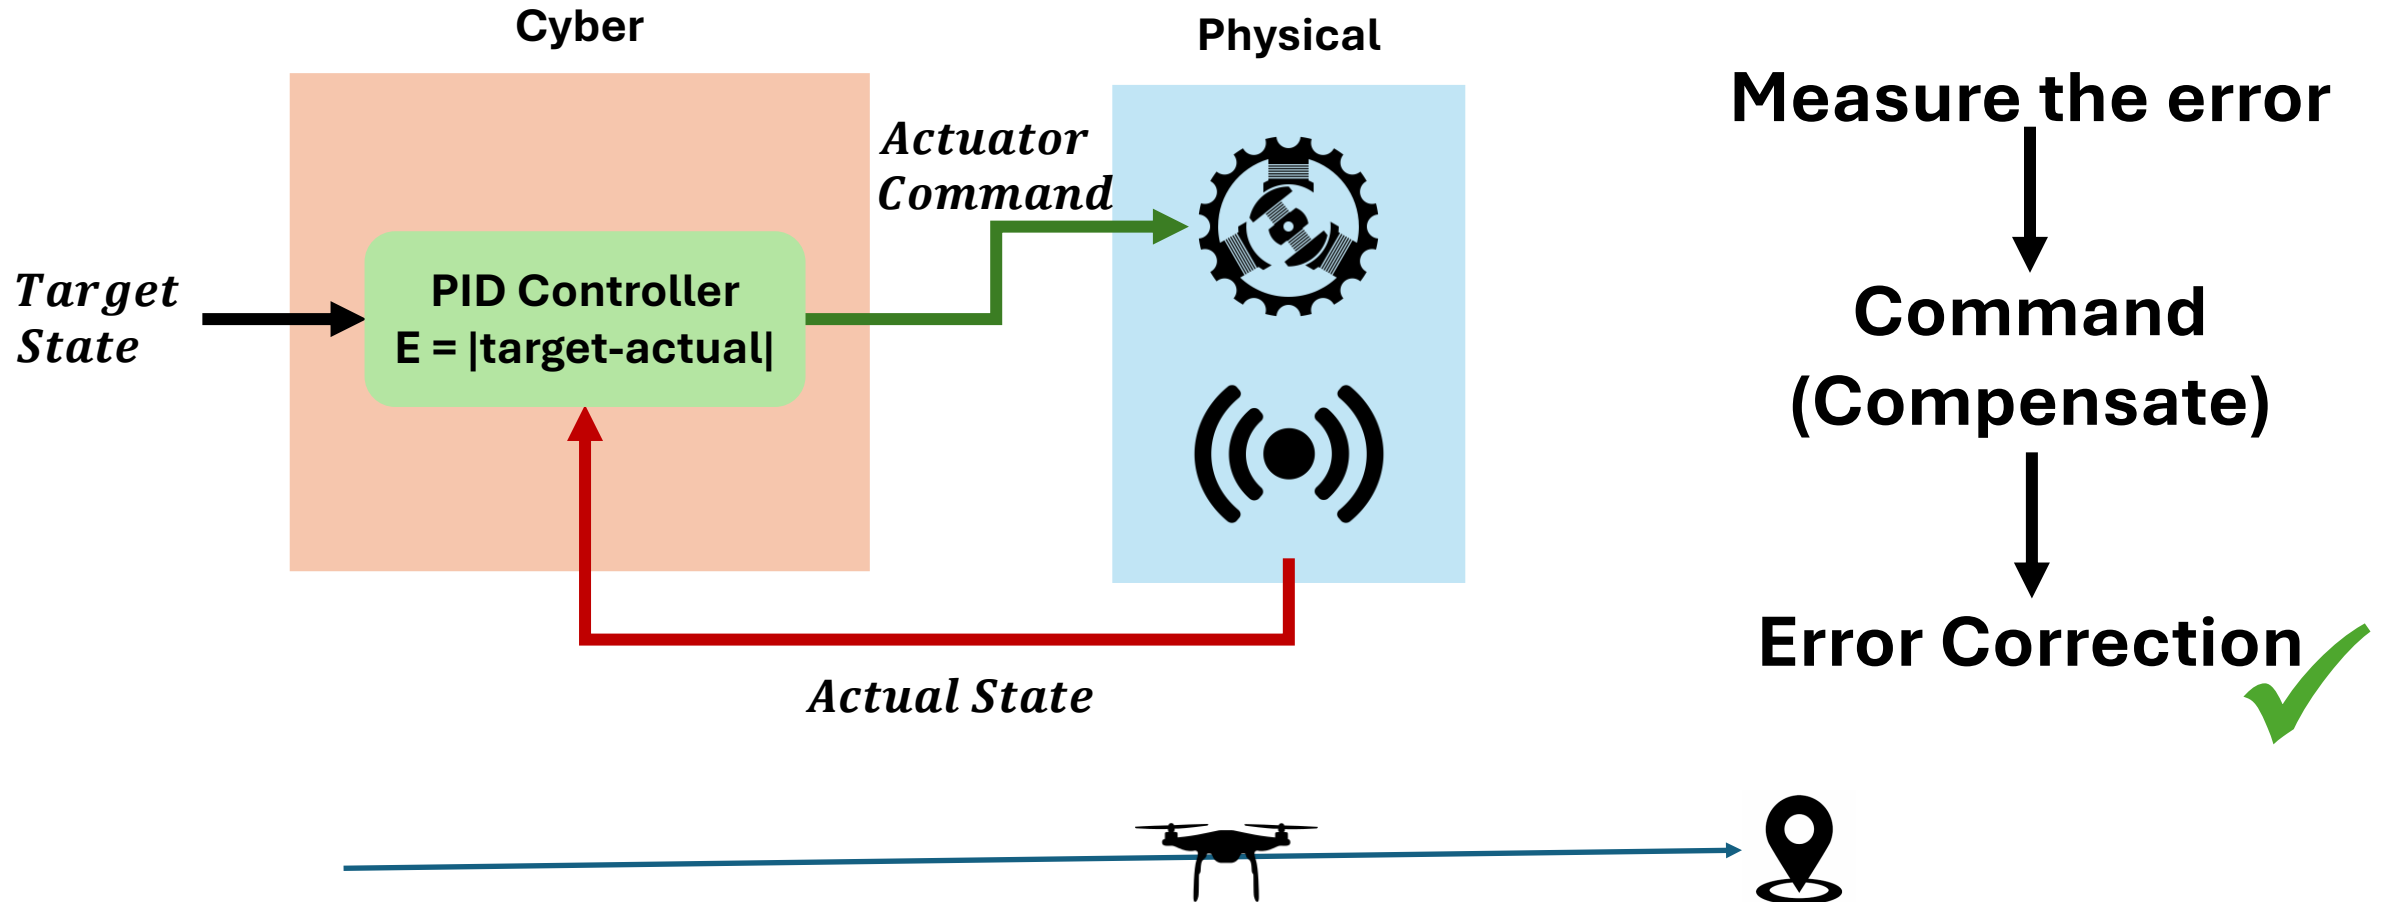 Cyber
Physical
Target
State
PID Controller
E = |target-actual|
Actuator
Command
Actual State
Measure the error
Command
(Compensate)
Error Correction